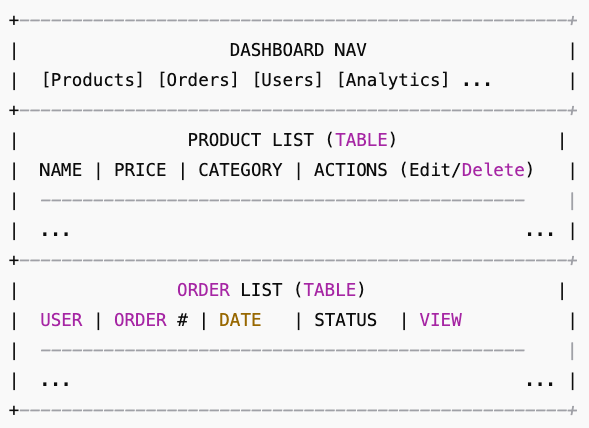 +----------------------------------------------------+
| DASHBOARD NAV |
| [Products] [Orders] [Users] [Analytics] ... |
+----------------------------------------------------+
| PRODUCT LIST (TABLE) |
| NAME | PRICE | CATEGORY | ACTIONS (Edit/Delete) |
| ---------------------------------------------- |
| ... ... |
+----------------------------------------------------+
| ORDER LIST (TABLE) |
| USER | ORDER # | DATE | STATUS | VIEW |
| ---------------------------------------------- |
| ... ... |
+----------------------------------------------------+